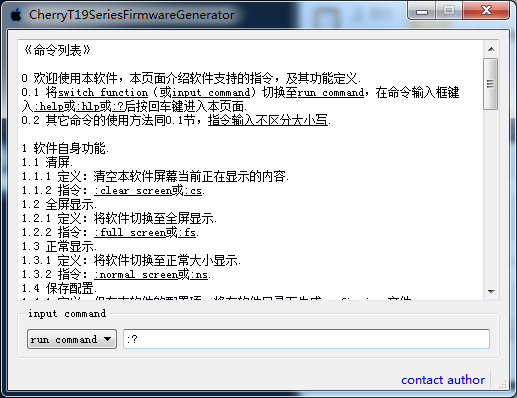 CherryT19SeriesFirmwareGenerator
《命令列表》
0 欢迎使用本软件，本页面介绍软件支持的指令，及其功能定义.
0.1 将switch function（或input command）切换至run command，在命令输入框键
入:help或:hlp或:?后按回车键进入本页面.
0.2 其它命令的使用方法同0.1节，指令输入不区分大小写.
1 软件自身功能.
1.1 清屏.
1.1.1 定义：清空本软件屏幕当前正在显示的内容.
1.1.2 指令：:clear screen或:cs.
1.2 全屏显示.
1.2.1 定义：将软件切换至全屏显示.
1.2.2 指令：:full screen或:fs.
1.3 正常显示.
1.3.1 定义：将软件切换至正常大小显示.
1.3.2 指令：:normal screen或:ns.
1.4 保存配置.
input command
run command
:?
contact author